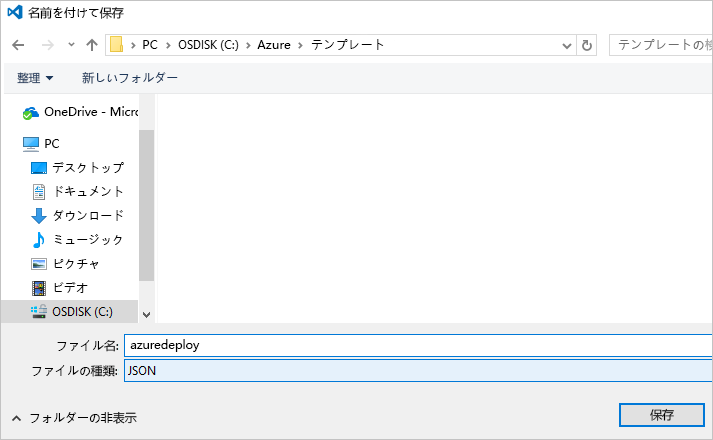 名前を付けて保存
PC > OSDISK (C:) > Azure > テンプレート テンプレートの検
整理 新しいフォルダー
OneDrive - Micro
PC
デスクトップ
ドキュメント
ダウンロード
ミュージック
ピクチャ
ビデオ
OSDISK (C:)
ファイル名: azuredeploy
ファイルの種類: JSON
フォルダーの非表示 保存